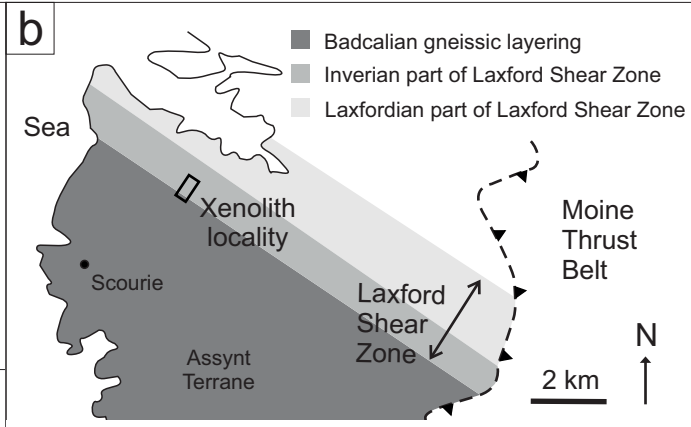 b
Badcalian gneissic layering
Inverian part of Laxford Shear Zone
Laxfordian part of Laxford Shear Zone
Sea
Xenolith
locality
Moine
Thrust
Belt
Scourie
Laxford
Shear
Zone
Assynt
Terrane
N
2 km